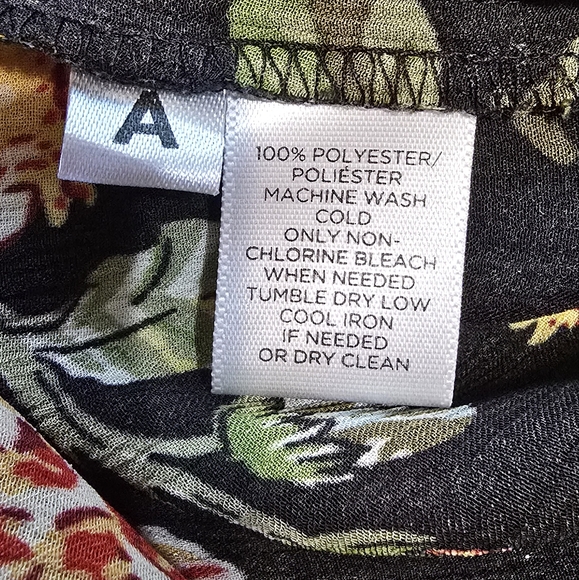 A
100% POLYESTER/
POLIÉSTER
MACHINE WASH
COLD
ONLY NON-
CHLORINE BLEACH
WHEN NEEDED
TUMBLE DRY LOW
COOL IRON
IF NEEDED
OR DRY CLEAN